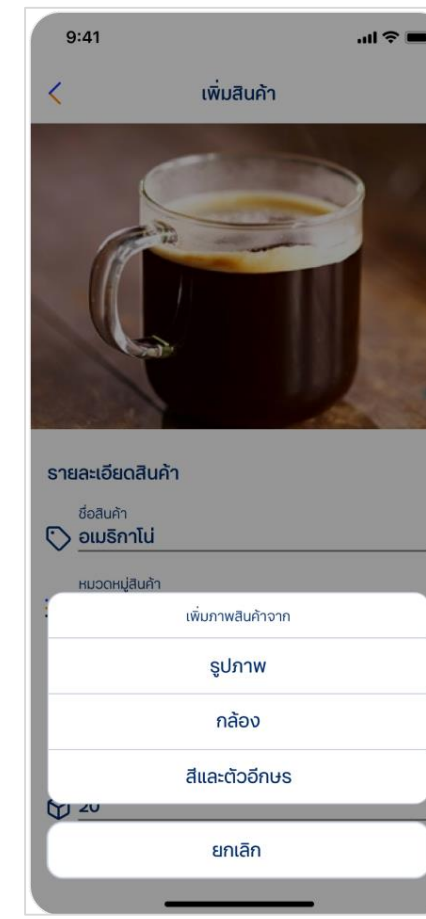 9:41
เพิ่มสินค้า
รายละเอียดสินค้า
ชื่อสินค้า
อเมริกาโน่
หมวดหมู่สินค้า
เพิ่มภาพสินค้าจาก
รูปภาพ
กล้อง
สีและตัวอักษร
20
ยกเลิก